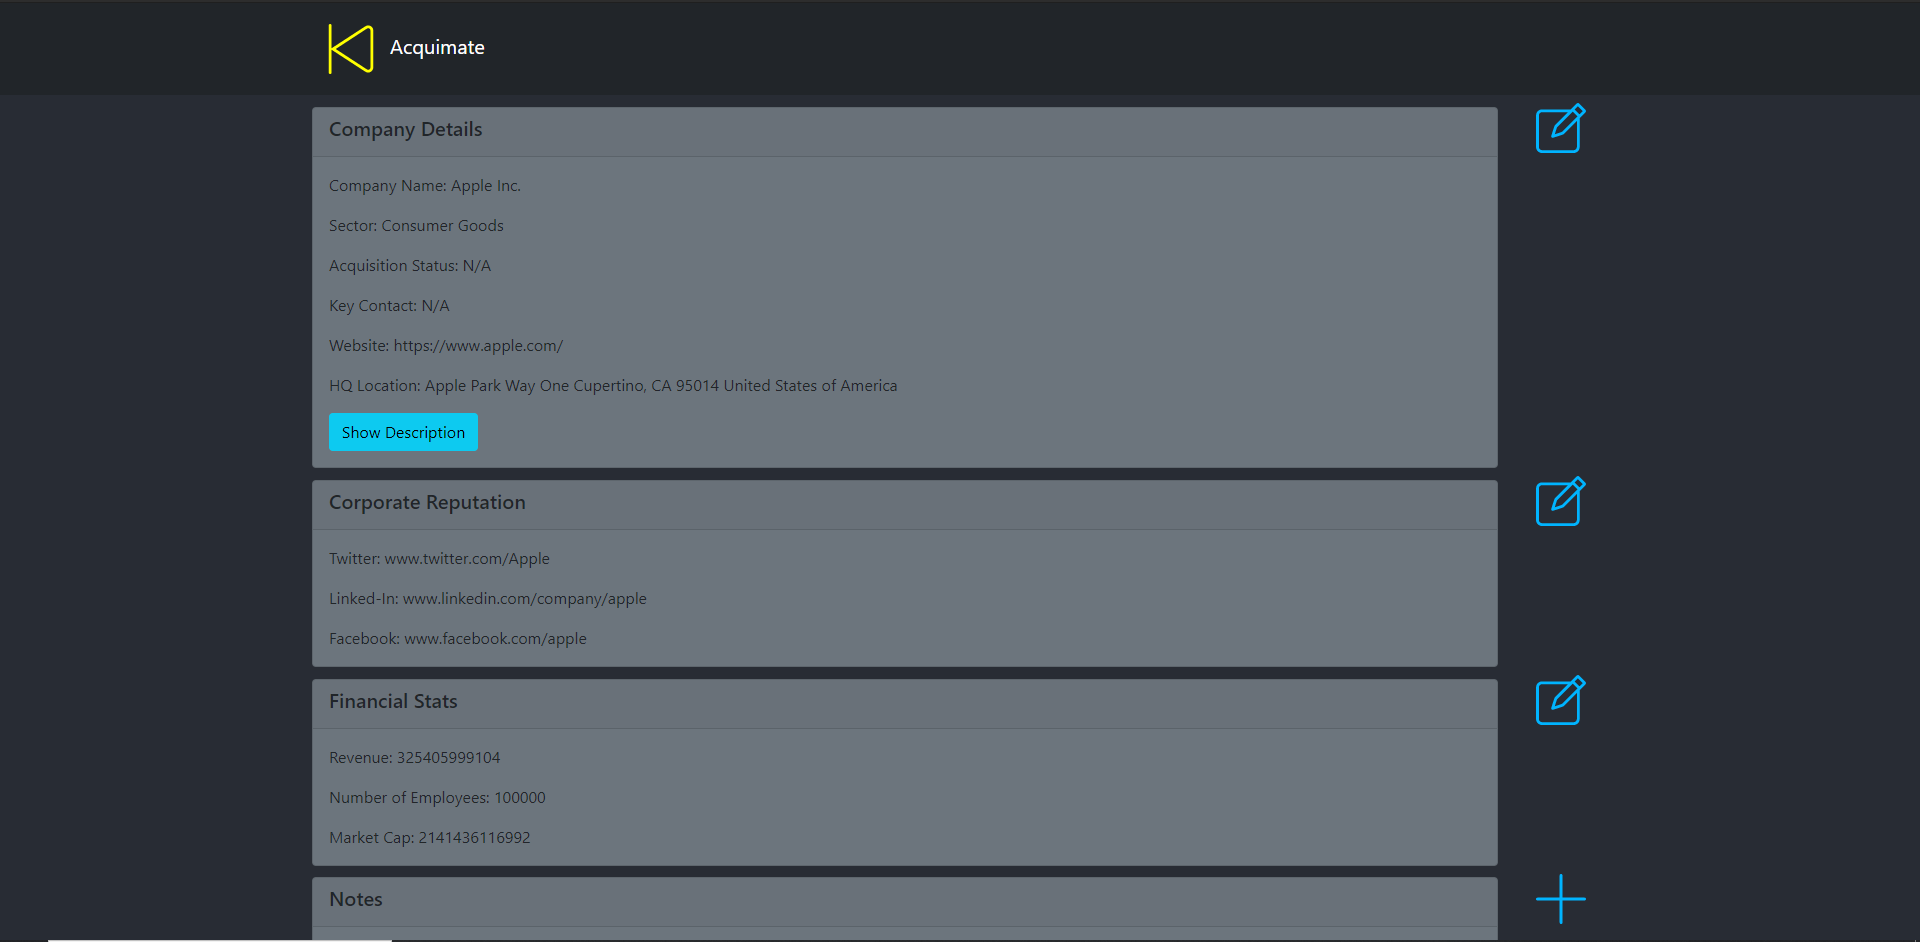 Acquimate
Company Details
Company Name: Apple Inc.
Sector: Consumer Goods
Acquisition Status: N/A
Key Contact: N/A
Website: https://www.apple.com/
HQ Location: Apple Park Way One Cupertino, CA 95014 United States of America
Show Description
Corporate Reputation
Twitter: www.twitter.com/Apple
Linked-In: www.linkedin.com/company/apple
Facebook: www.facebook.com/apple
Financial Stats
Revenue: 325405999104
Number of Employees: 100000
Market Cap: 2141436116992
Notes